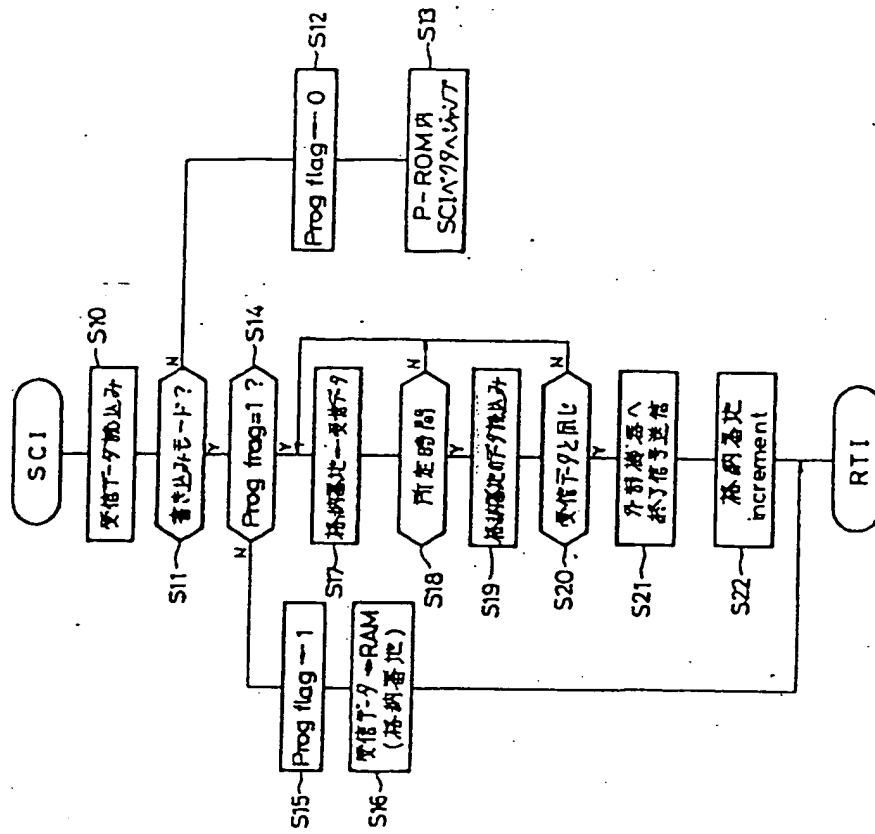 SCI
S10
受信データ読込み
S11
書き込みモード?
N
Y
S12
Prog flag ← 0
S13
P-ROM内
SCIベクタへジャンプ
S14
Prog frag=1 ?
N
Y
S15
Prog flag ← 1
S16
受信データ→RAM
(格納番地)
S17
格納番地←受信データ
S18
所定時間
N
Y
S19
格納番地のデータ読込み
S20
受信データと同じ
N
Y
S21
外部機器へ
終了信号送信
S22
格納番地
increment
RTI